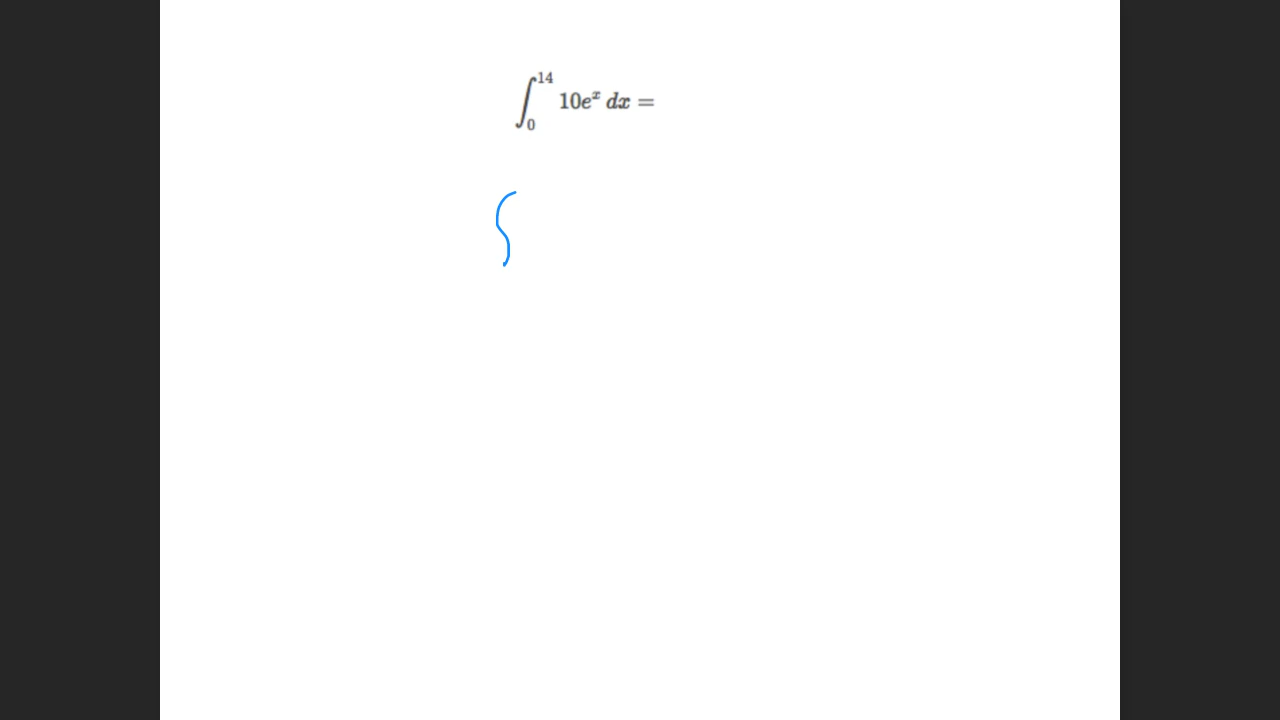 ∫₀¹⁴ 10eˣ dx =
∫